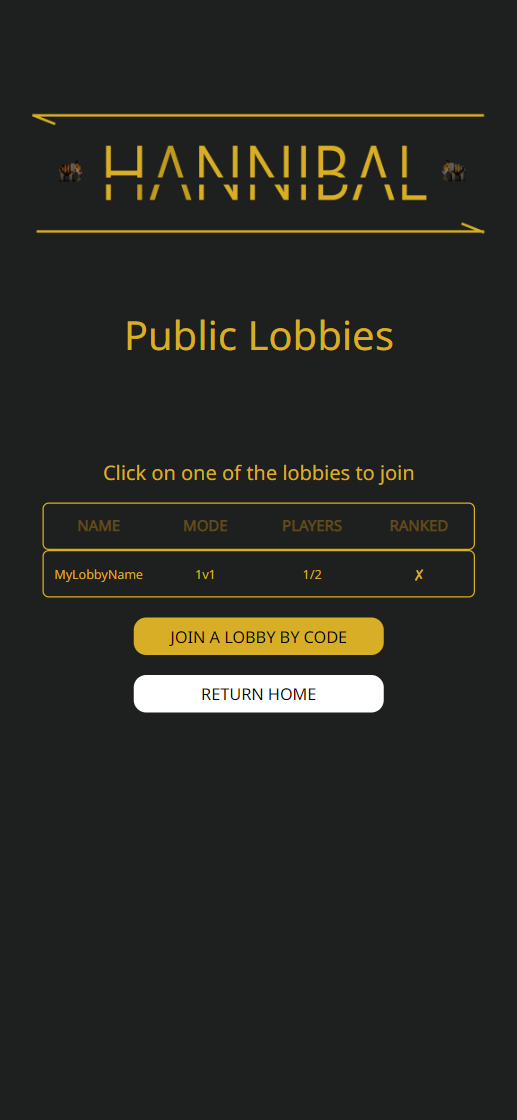 HANNIBAL
Public Lobbies
Click on one of the lobbies to join
NAME MODE PLAYERS RANKED
MyLobbyName 1v1 1/2 ✗
JOIN A LOBBY BY CODE
RETURN HOME